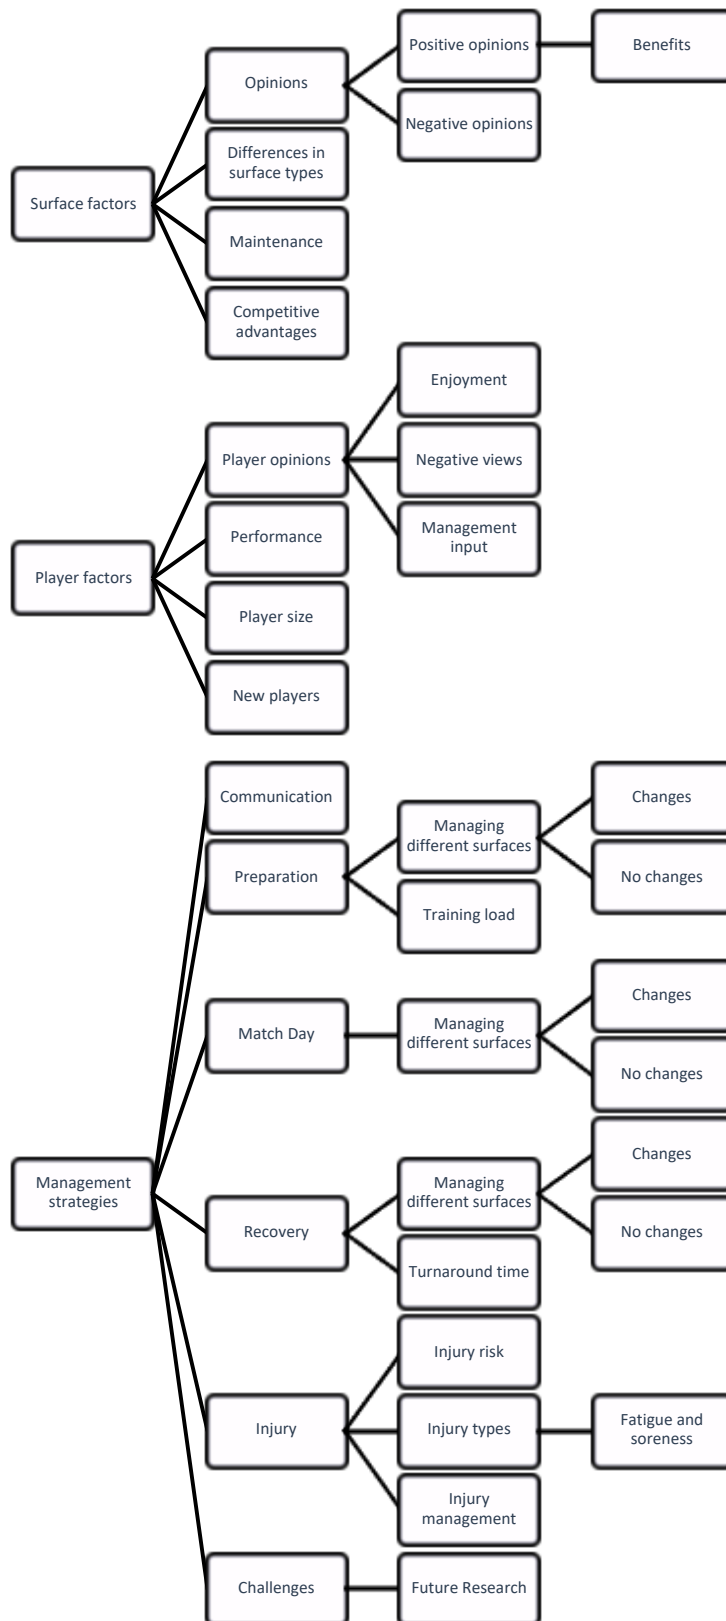 Positive opinions
Benefits
Opinions
Negative opinions
Differences in
surface types
Surface factors
Maintenance
Competitive
advantages
Enjoyment
Player opinions
Negative views
Management
input
Performance
Player factors
Player size
New players
Communication
Managing
different surfaces
Changes
Preparation
No changes
Training load
Changes
Match Day
Managing
different surfaces
No changes
Changes
Management
strategies
Managing
different surfaces
Recovery
No changes
Turnaround time
Injury risk
Injury
Injury types
Fatigue and
soreness
Injury
management
Challenges
Future Research